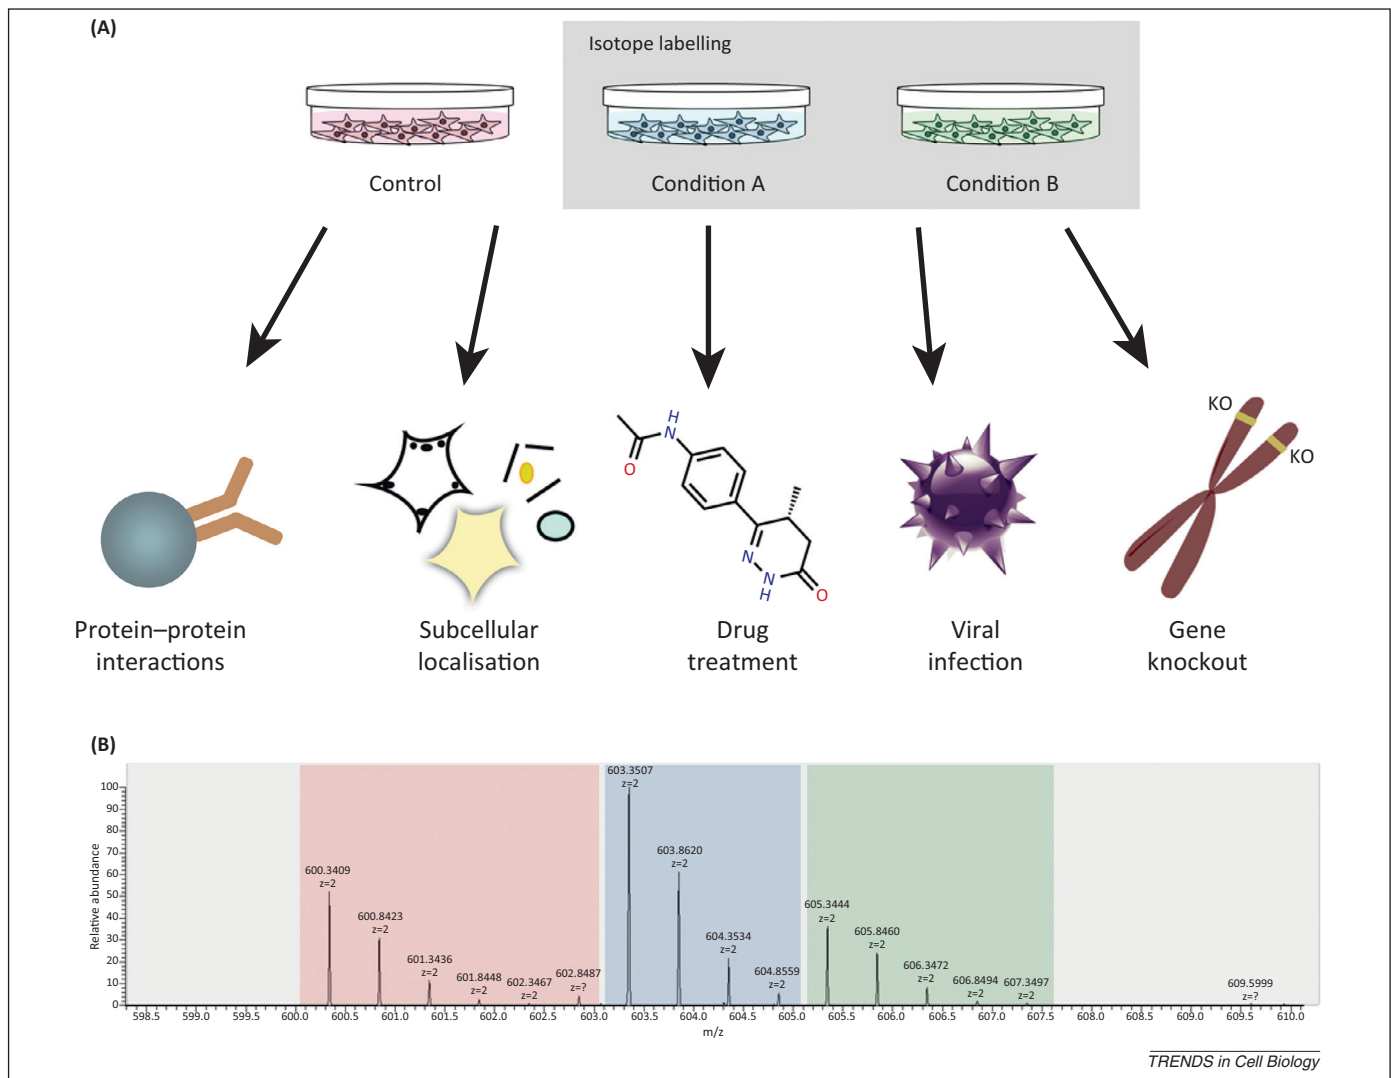 (A)
Isotope labelling
Control
Condition A
Condition B
KO
KO
H
N
O
N
N
H
O
Protein–protein
interactions
Subcellular
localisation
Drug
treatment
Viral
infection
Gene
knockout
(B)
Relative abundance
100
90
80
70
60
50
40
30
20
10
0
600.3409
z=2
600.8423
z=2
601.3436
z=2
601.8448
z=2
602.3467
z=2
602.8487
z=?
603.3507
z=2
603.8620
z=2
604.3534
z=2
604.8559
z=2
605.3444
z=2
605.8460
z=2
606.3472
z=2
606.8494
z=2
607.3497
z=2
609.5999
z=?
598.5 599.0 599.5 600.0 600.5 601.0 601.5 602.0 602.5 603.0 603.5 604.0 604.5 605.0 605.5 606.0 606.5 607.0 607.5 608.0 608.5 609.0 609.5 610.0
m/z
TRENDS in Cell Biology